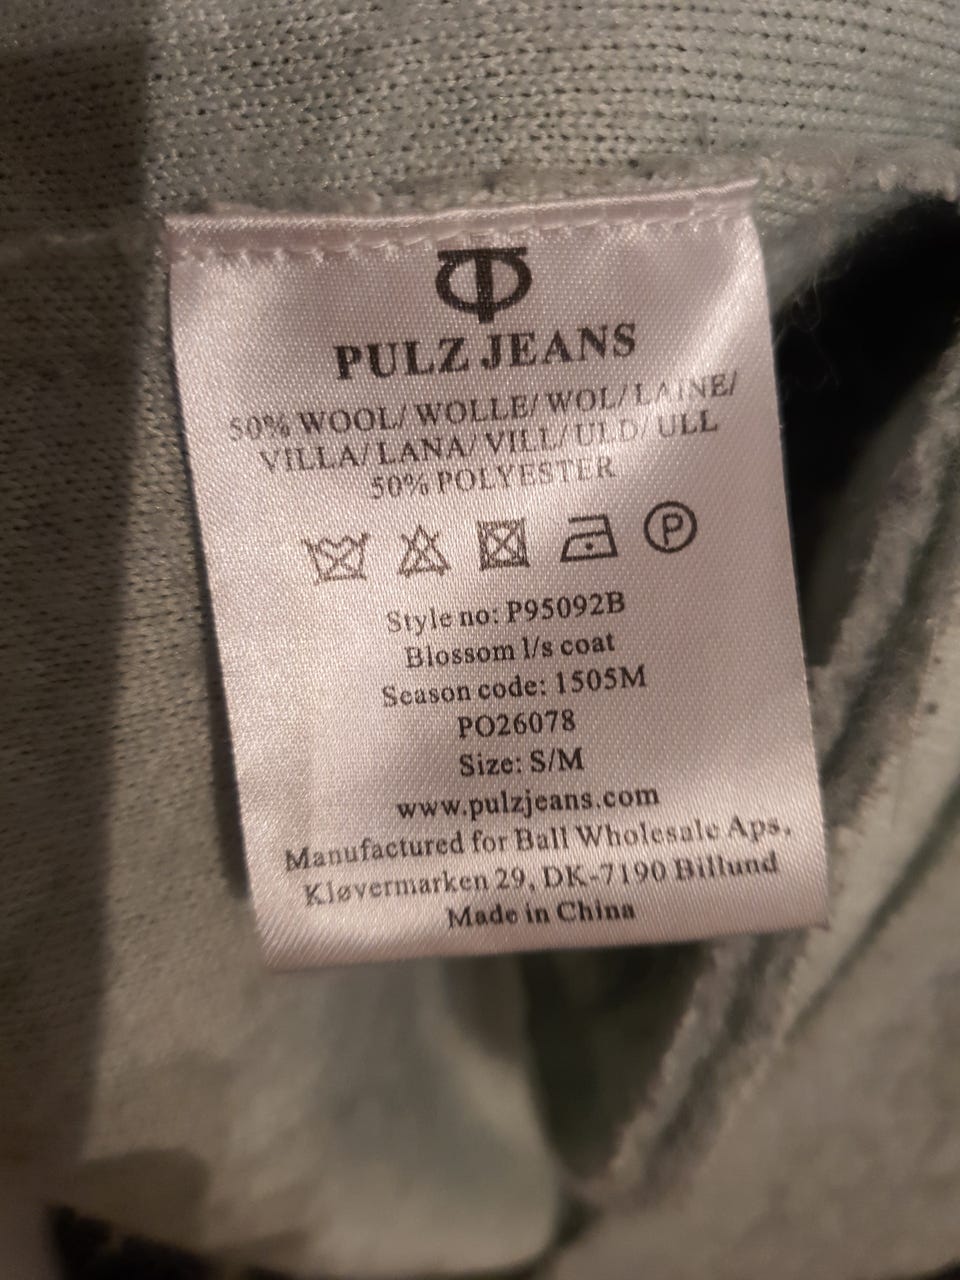 PULZ JEANS
50% WOOL/ WOLLE/ WOL/ LAINE/
VILLA/ LANA/ VILL/ ULD/ ULL
50% POLYESTER
P
Style no: P95092B
Blossom l/s coat
Season code: 1505M
PO26078
Size: S/M
www.pulzjeans.com
Manufactured for Ball Wholesale Aps.
Kløvermarken 29, DK-7190 Billund
Made in China